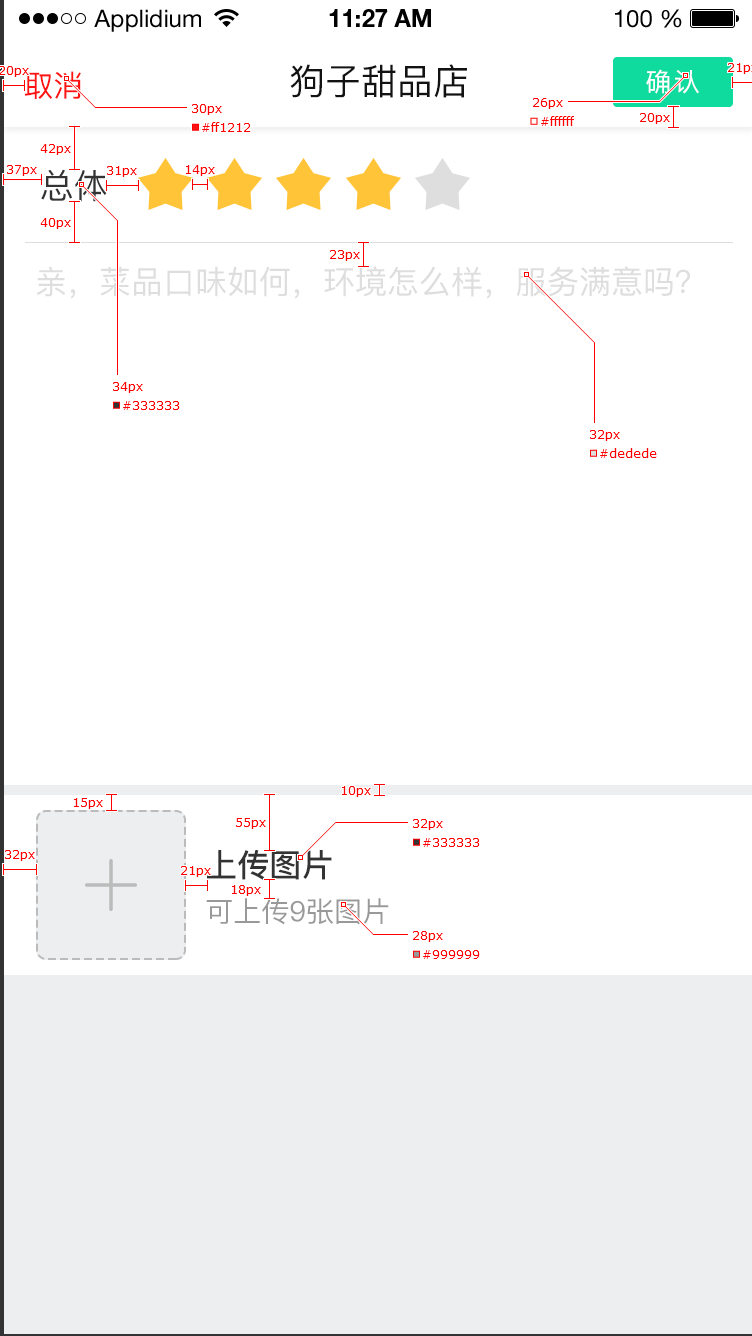 Applidium 11:27 AM 100 %
20px 取消 狗子甜品店 确认 21px
30px
#ff1212
26px
#ffffff
20px
42px
37px 总体 31px 14px
40px
23px
亲，菜品口味如何，环境怎么样，服务满意吗?
34px
#333333
32px
#dedede
10px
15px
55px
32px
#333333
32px
21px 上传图片
18px
可上传9张图片
28px
#999999